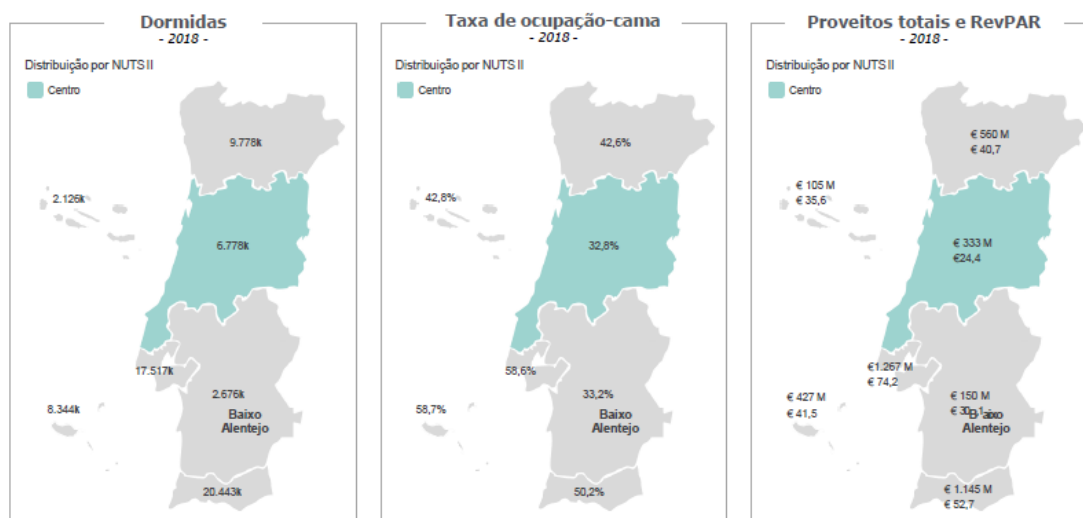 Dormidas
- 2018 -
Distribuição por NUTS II
Centro
9.778k
2.126k
6.778k
17.517k
2.676k
8.344k
Baixo
Alentejo
20.443k
Taxa de ocupação-cama
- 2018 -
Distribuição por NUTS II
Centro
42,6%
42,8%
32,8%
58,6%
33,2%
58,7%
Baixo
Alentejo
50,2%
Proveitos totais e RevPAR
- 2018 -
Distribuição por NUTS II
Centro
€ 560 M
€ 40,7
€ 105 M
€ 35,6
€ 333 M
€24,4
€1.267 M
€ 74,2
€ 427 M
€ 41,5
€ 150 M
Alentejo
€ 1.145 M
€ 52,7